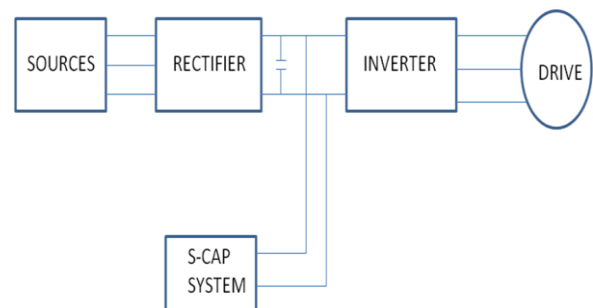 SOURCES
RECTIFIER
INVERTER
DRIVE
S-CAP
SYSTEM